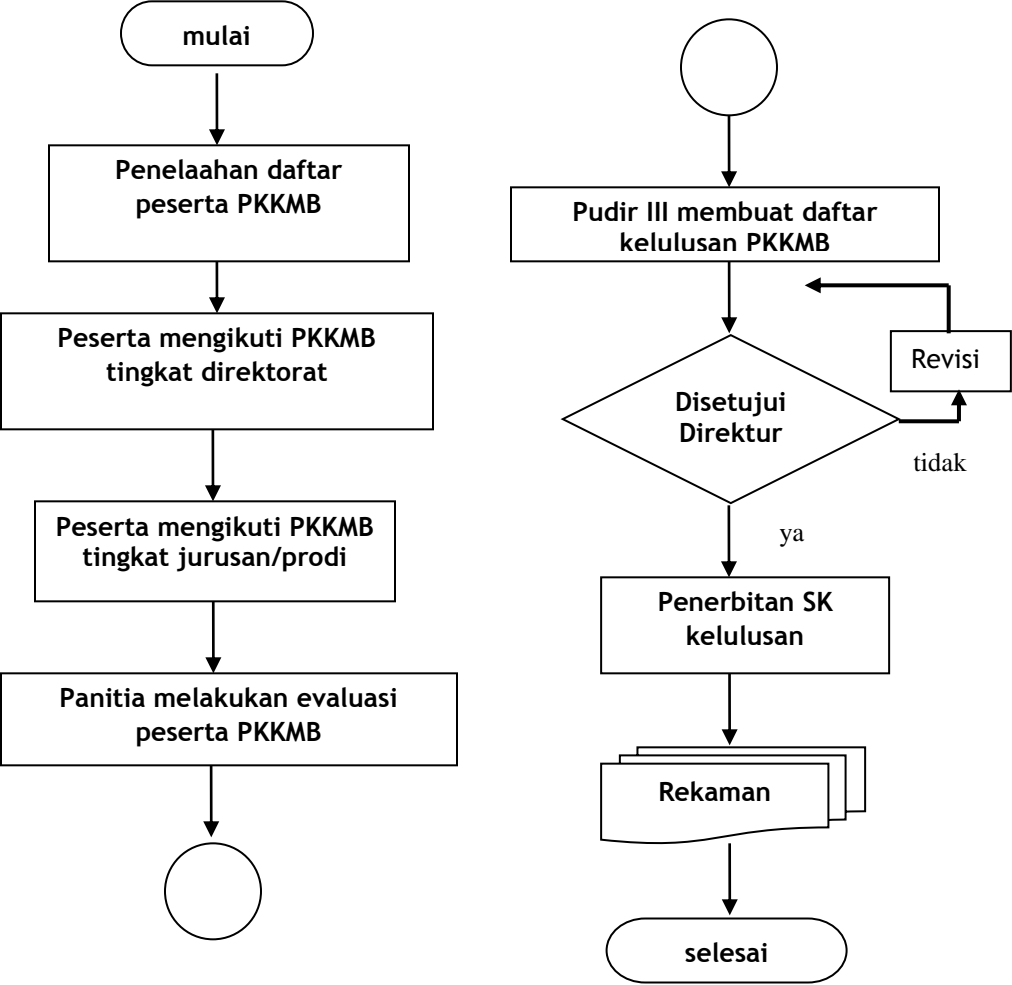 mulai
Penelaahan daftar
peserta PKKMB
Peserta mengikuti PKKMB
tingkat direktorat
Peserta mengikuti PKKMB
tingkat jurusan/prodi
Panitia melakukan evaluasi
peserta PKKMB
Pudir III membuat daftar
kelulusan PKKMB
Revisi
Disetujui
Direktur
tidak
ya
Penerbitan SK
kelulusan
Rekaman
selesai